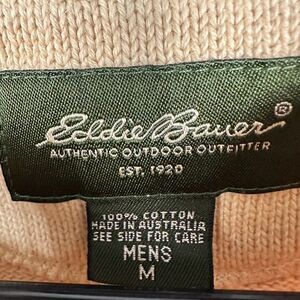 Eddie Bauer®
AUTHENTIC OUTDOOR OUTFITTER
EST. 1920
100% COTTON
MADE IN AUSTRALIA
SEE SIDE FOR CARE
MENS
M